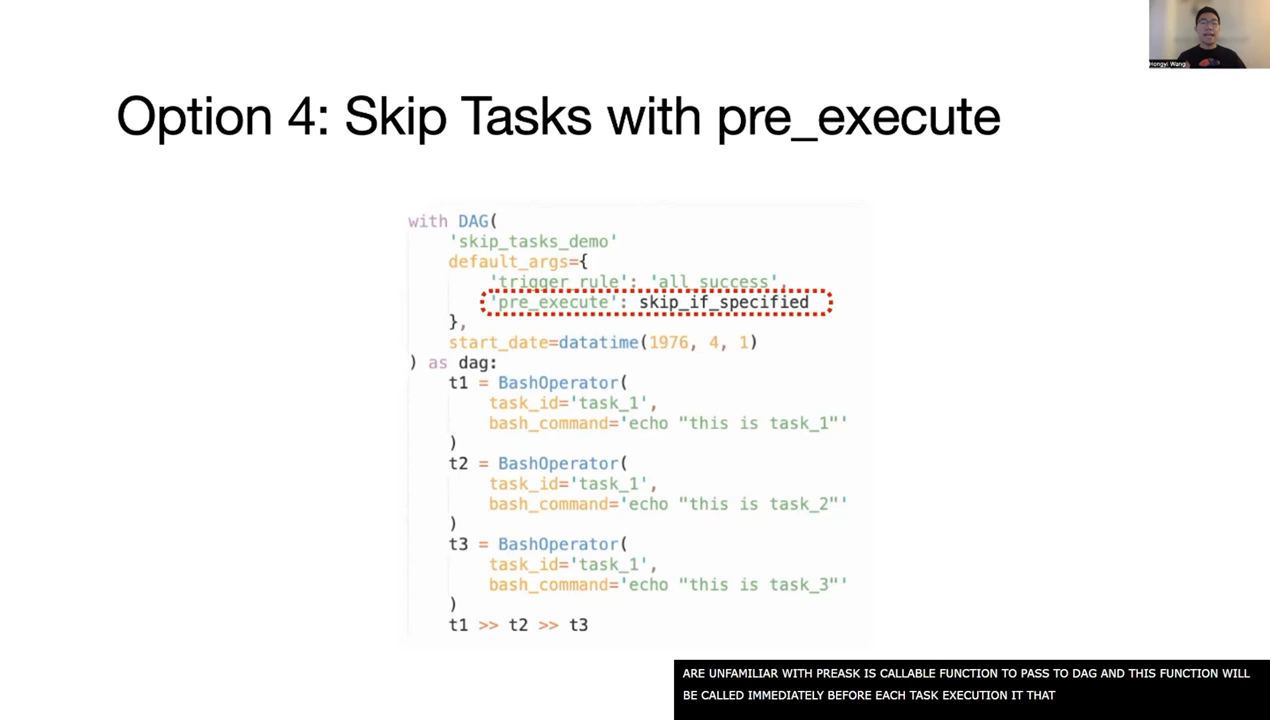 Hongyi Wang
Option 4: Skip Tasks with pre_execute
with DAG(
'skip_tasks_demo'
default_args={
'trigger_rule': 'all_success',
'pre_execute': skip_if_specified
},
start_date=datatime(1976, 4, 1)
) as dag:
t1 = BashOperator(
task_id='task_1',
bash_command='echo "this is task_1"'
)
t2 = BashOperator(
task_id='task_1',
bash_command='echo "this is task_2"'
)
t3 = BashOperator(
task_id='task_1',
bash_command='echo "this is task_3"'
)
t1 >> t2 >> t3
ARE UNFAMILIAR WITH PREASK IS CALLABLE FUNCTION TO PASS TO DAG AND THIS FUNCTION WILL
BE CALLED IMMEDIATELY BEFORE EACH TASK EXECUTION IT THAT